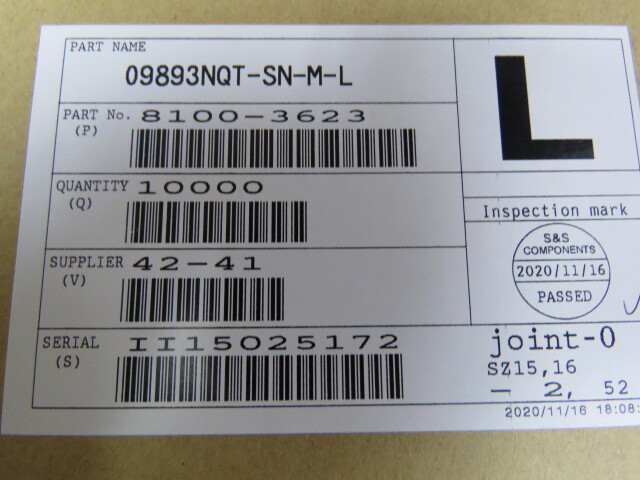 PART NAME
09893NQT-SN-M-L
L
PART No. 8100-3623
(P)
QUANTITY 10000
(Q)
Inspection mark
S&S
COMPONENTS
2020/11/16
PASSED
SUPPLIER 42-41
(V)
SERIAL II15025172
(S)
joint-0
SZ15,16
- 2, 52
2020/11/16 18:08: